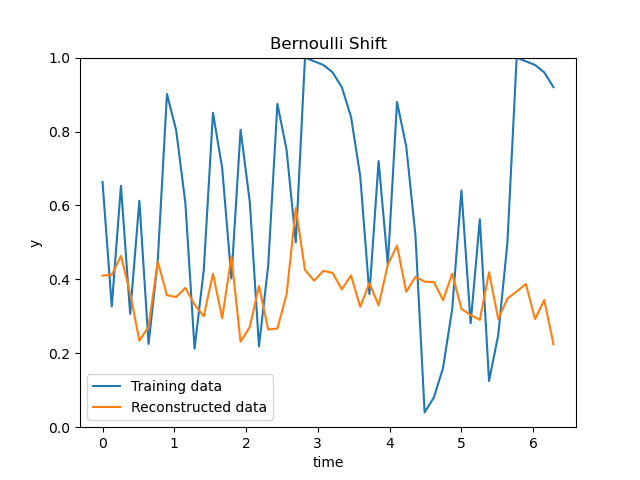 Bernoulli Shift
1.0
0.8
0.6
0.4
0.2
0.0
y
Training data
Reconstructed data
0 1 2 3 4 5 6
time